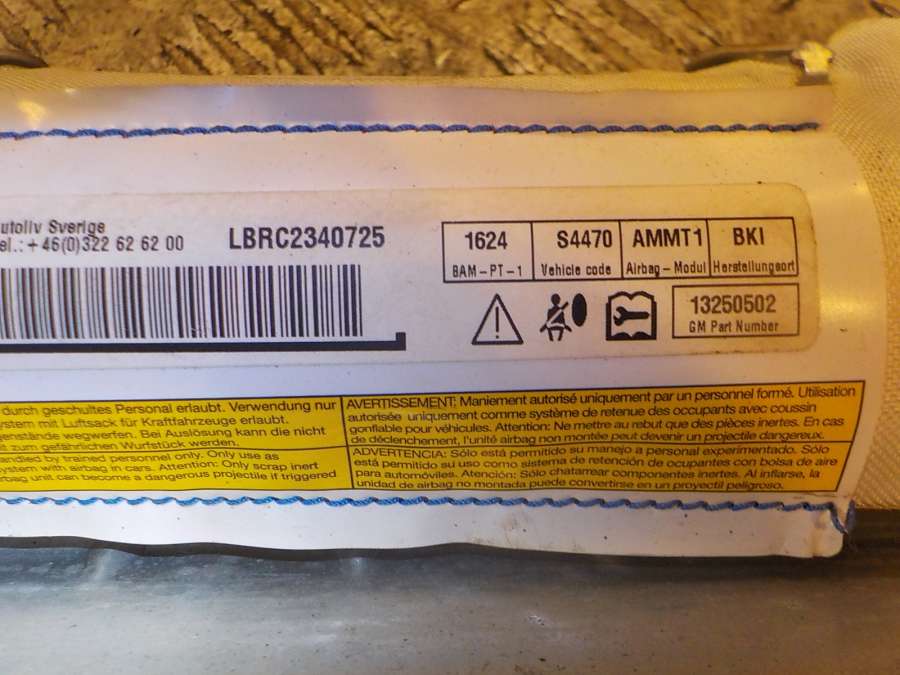 utoliv Sverige
el.: +46(0)322 62 62 00
LBRC2340725
1624 S4470 AMMT1 BKI
BAM-PT-1 Vehicle code Airbag-Modul Herstellungsort
13250502
GM Part Number
durch geschultes Personal erlaubt. Verwendung nur
ystem mit Luftsack für Kraftfahrzeuge erlaubt.
genstände wegwerfen. Bei Auslösung kann die nicht
it zum gefährlichen Wurfstück werden.
dled by trained personnel only. Only use as
ystem with airbag in cars. Attention: Only scrap inert
rbag unit can become a dangerous projectile if triggered
AVERTISSEMENT: Maniement autorisé uniquement par un personnel formé. Utilisation
autorisée uniquement comme système de retenue des occupants avec coussin
gonflable pour véhicules. Attention: Ne mettre au rebut que des pièces inertes. En cas
de déclenchement, l'unité airbag non montée peut devenir un projectile dangereux.
ADVERTENCIA: Sólo está permitido su manejo a personal experimentado. Sólo
está permitido su uso como sistema de retención de ocupantes con bolsa de aire
para automóviles. Atención: Sólo chatarrear componentes inertes. Al inflarse, la
unidad de airbag no montada puede convertirse en un proyectil peligroso.